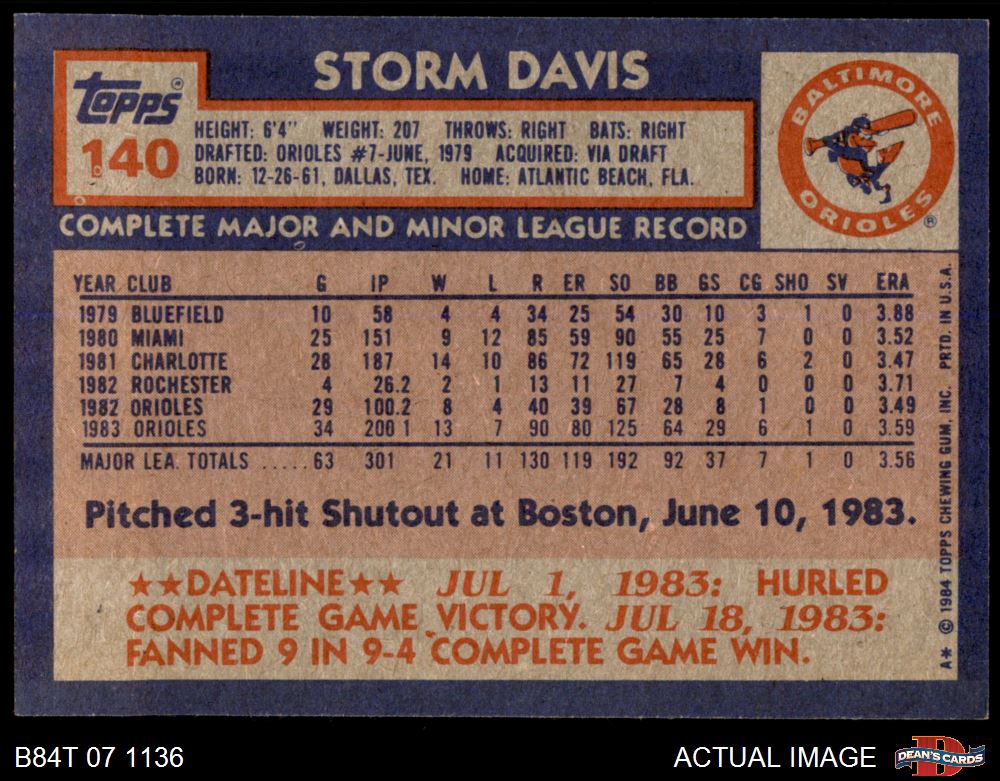 STORM DAVIS
Topps ®
140
HEIGHT: 6'4" WEIGHT: 207 THROWS: RIGHT BATS: RIGHT
DRAFTED: ORIOLES #7-JUNE, 1979 ACQUIRED: VIA DRAFT
BORN: 12-26-61, DALLAS, TEX. HOME: ATLANTIC BEACH, FLA.
BALTIMORE
ORIOLES ®
COMPLETE MAJOR AND MINOR LEAGUE RECORD
YEAR CLUB G IP W L R ER SO BB GS CG SHO SV ERA
1979 BLUEFIELD 10 58 4 4 34 25 54 30 10 3 1 0 3.88
1980 MIAMI 25 151 9 12 85 59 90 55 25 7 0 0 3.52
1981 CHARLOTTE 28 187 14 10 86 72 119 65 28 6 2 0 3.47
1982 ROCHESTER 4 26.2 2 1 13 11 27 7 4 0 0 0 3.71
1982 ORIOLES 29 100.2 8 4 40 39 67 28 8 1 0 0 3.49
1983 ORIOLES 34 200 1 13 7 90 80 125 64 29 6 1 0 3.59
MAJOR LEA. TOTALS .....63 301 21 11 130 119 192 92 37 7 1 0 3.56
Pitched 3-hit Shutout at Boston, June 10, 1983.
★★DATELINE★★ JUL 1, 1983: HURLED
COMPLETE GAME VICTORY. JUL 18, 1983:
FANNED 9 IN 9-4 COMPLETE GAME WIN.
A* © 1984 TOPPS CHEWING GUM, INC. PRTD. IN U.S.A.
B84T 07 1136
ACTUAL IMAGE
D
DEAN'S CARDS